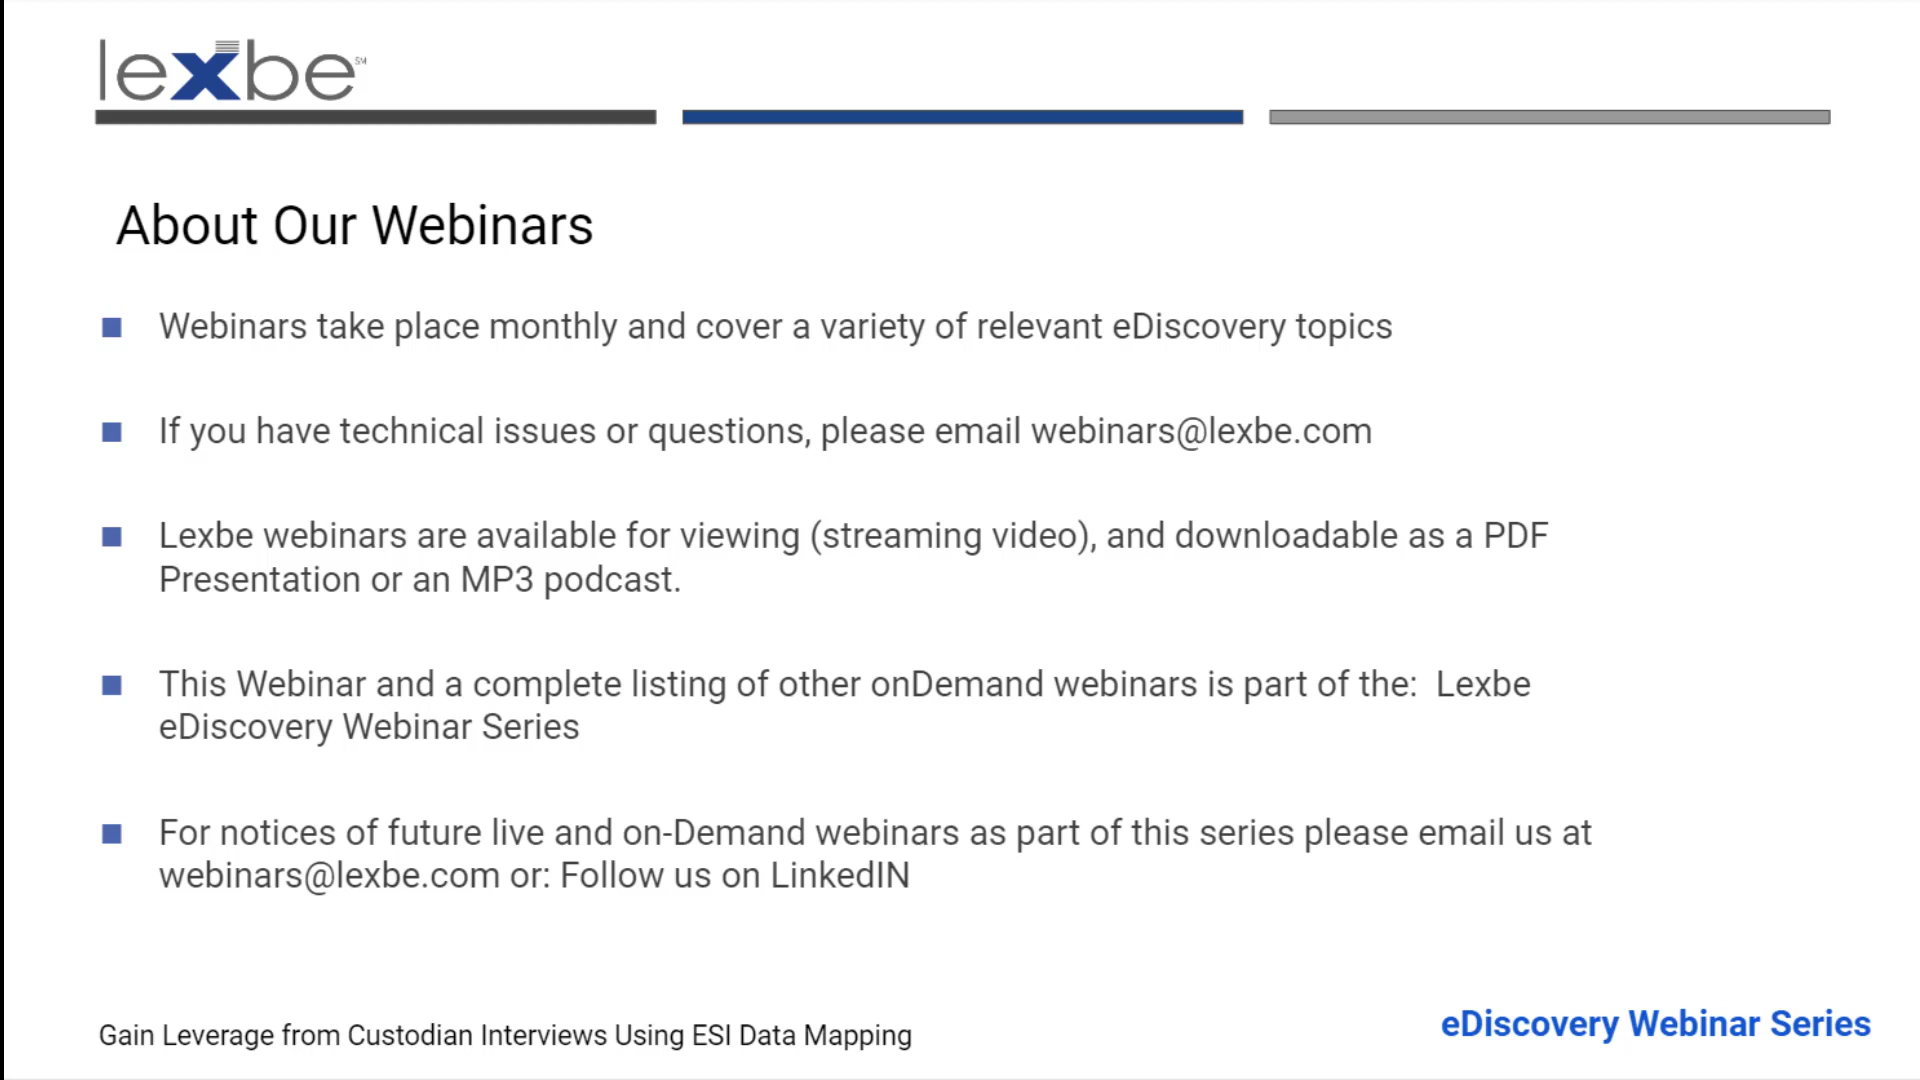 lexbe℠
About Our Webinars
Webinars take place monthly and cover a variety of relevant eDiscovery topics
If you have technical issues or questions, please email webinars@lexbe.com
Lexbe webinars are available for viewing (streaming video), and downloadable as a PDF
Presentation or an MP3 podcast.
This Webinar and a complete listing of other onDemand webinars is part of the:  Lexbe
eDiscovery Webinar Series
For notices of future live and on-Demand webinars as part of this series please email us at
webinars@lexbe.com or: Follow us on LinkedIN
Gain Leverage from Custodian Interviews Using ESI Data Mapping
eDiscovery Webinar Series